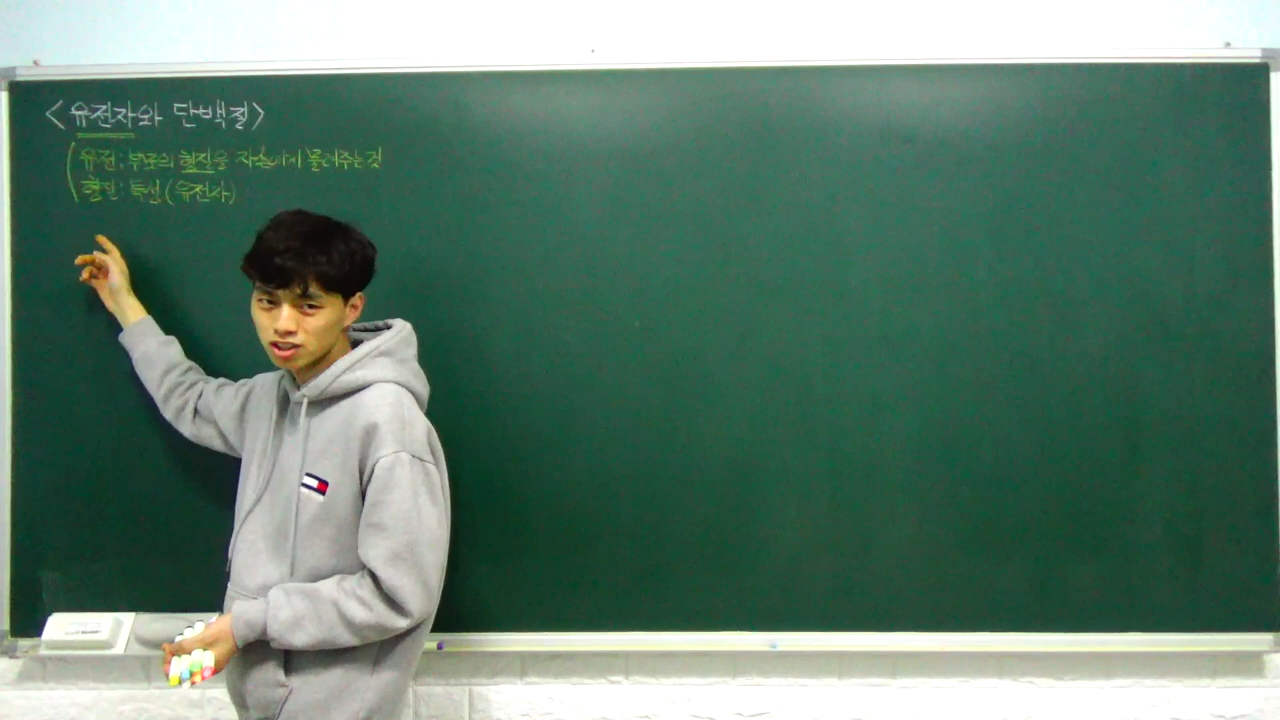 <유전자와 단백질>
유전: 부모의 형질을 자손에게 물려주는 것
형질: 특성 (유전자)